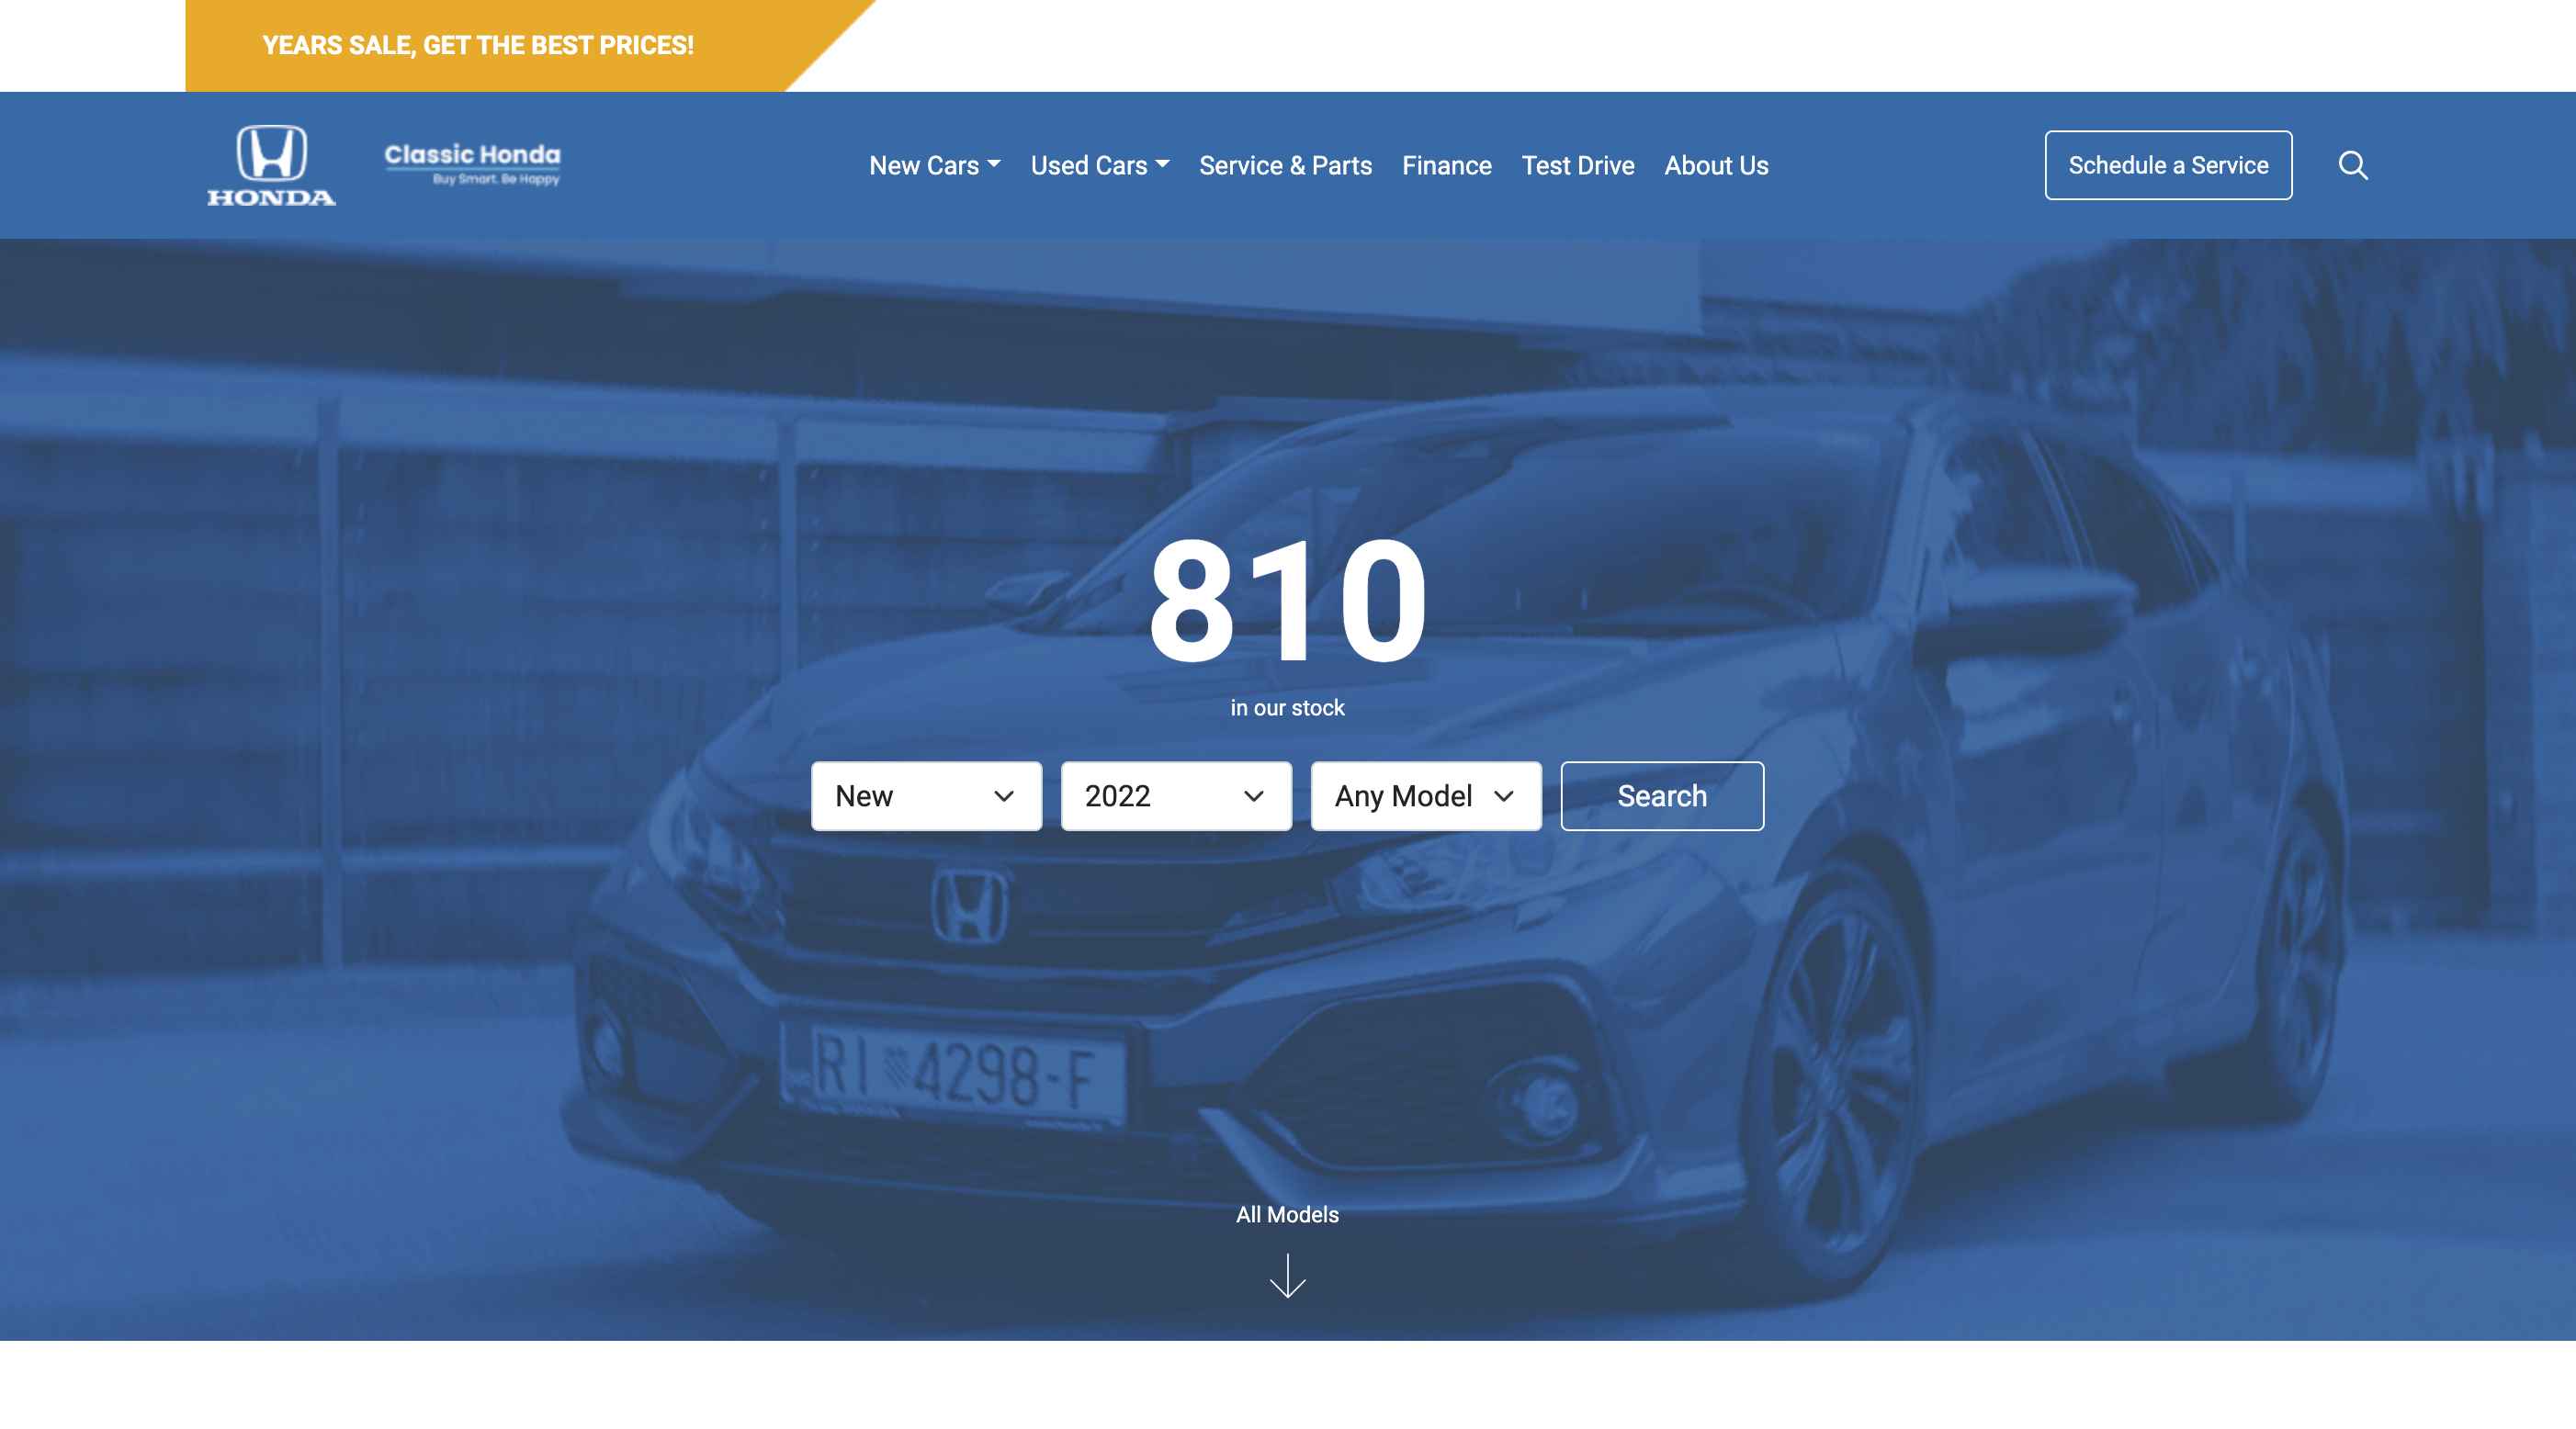 YEARS SALE, GET THE BEST PRICES!
HONDA
Classic Honda
Buy Smart. Be Happy
New Cars Used Cars Service & Parts Finance Test Drive About Us
Schedule a Service
810
in our stock
New 2022 Any Model Search
RI 4298-F
All Models